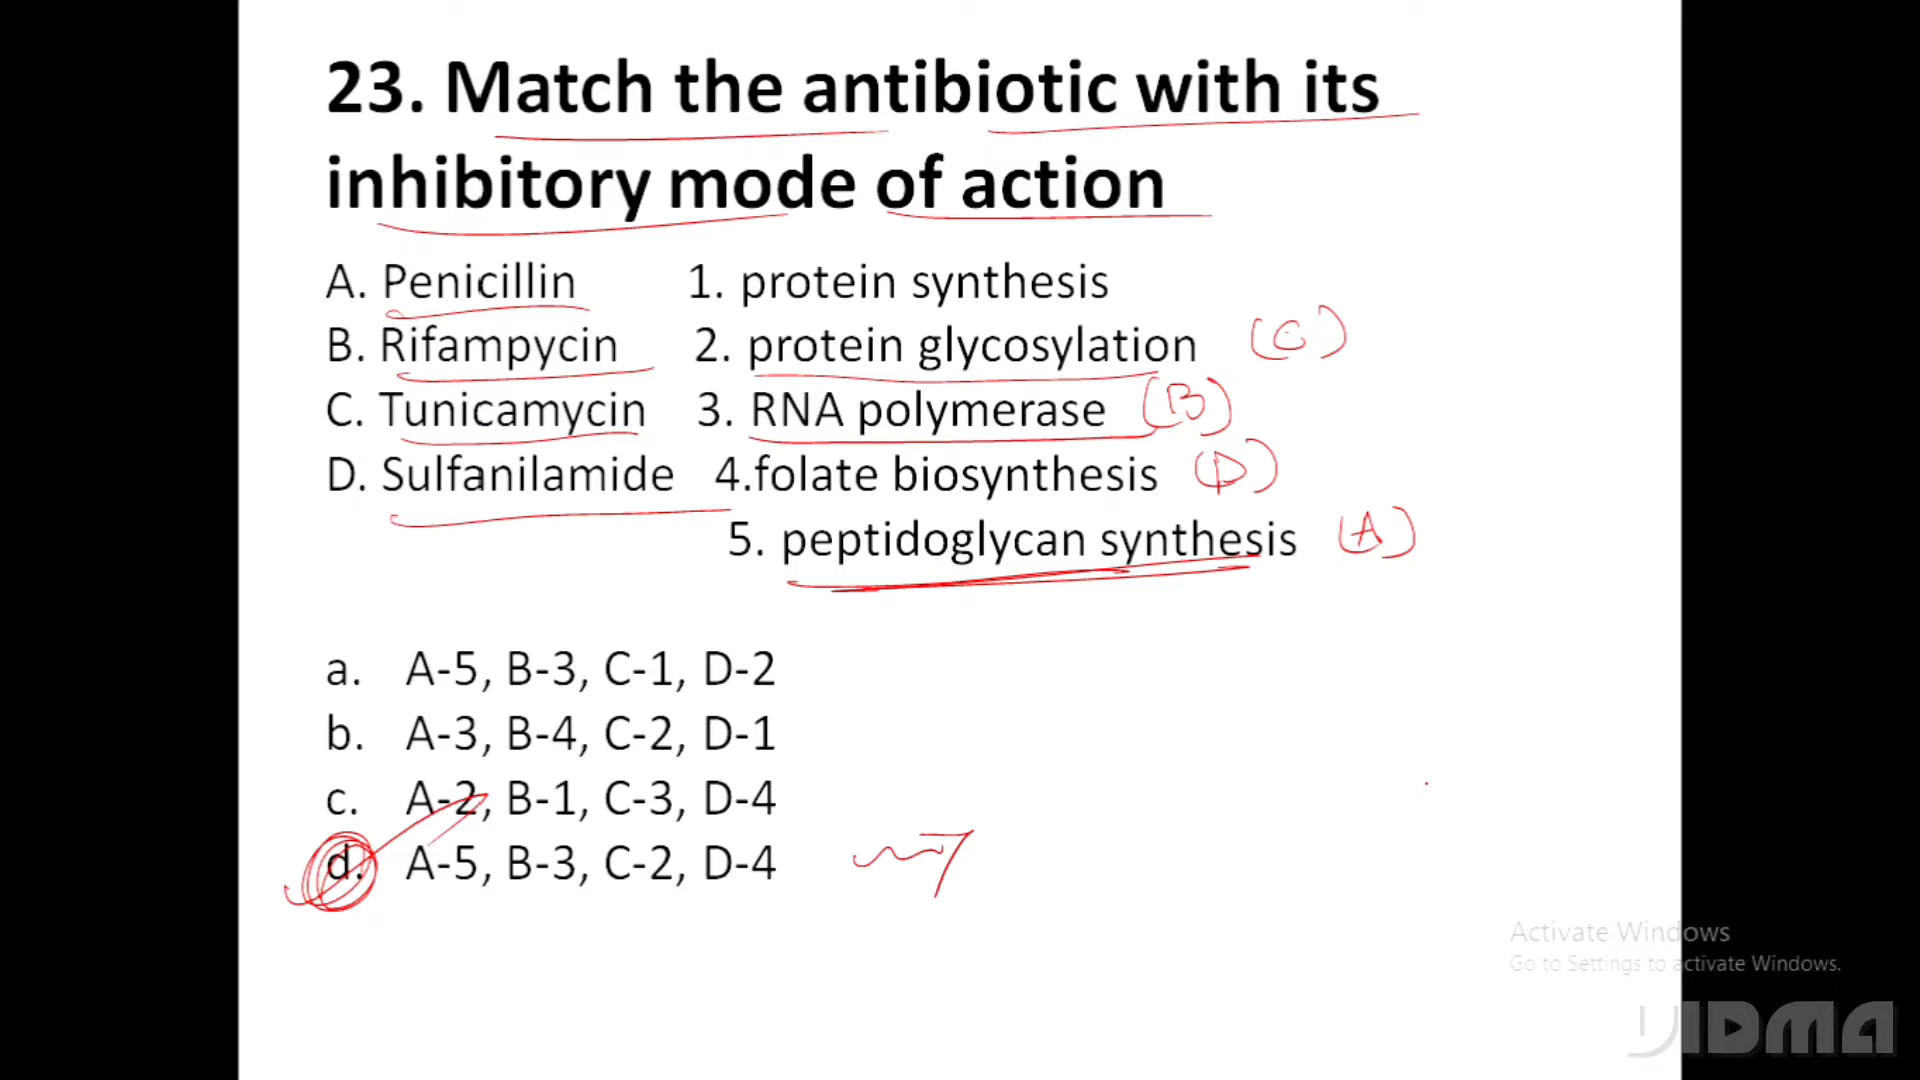 23. Match the antibiotic with its
inhibitory mode of action
A. Penicillin 1. protein synthesis
B. Rifampycin 2. protein glycosylation (C)
C. Tunicamycin 3. RNA polymerase (B)
D. Sulfanilamide 4.folate biosynthesis (D)
5. peptidoglycan synthesis (A)
a. A-5, B-3, C-1, D-2
b. A-3, B-4, C-2, D-1
c. A-2, B-1, C-3, D-4
d. A-5, B-3, C-2, D-4
Activate Windows
Go to Settings to activate Windows.
VIDMA